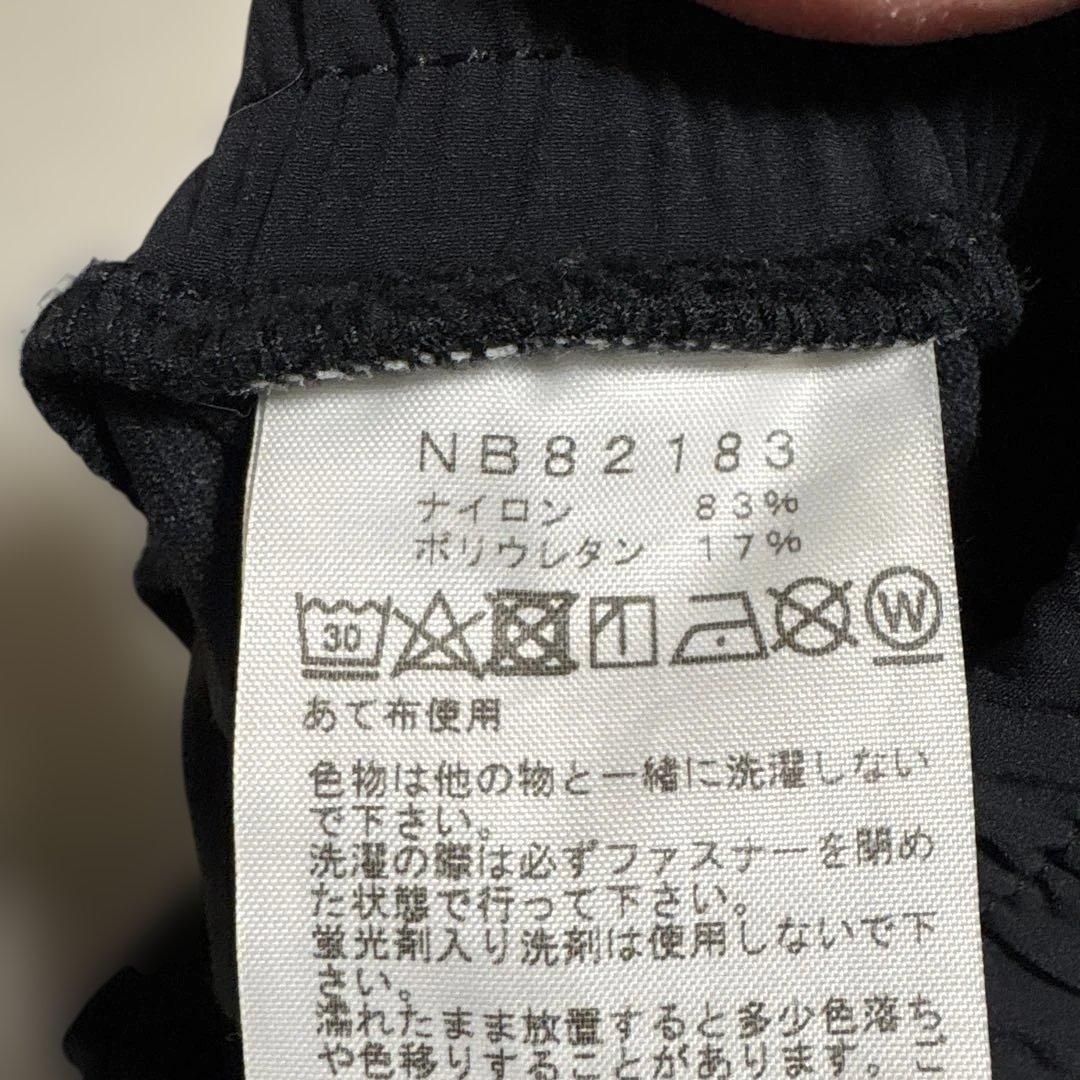 NB82183
ナイロン 83%
ポリウレタン 17%
30 W
あて布使用
色物は他の物と一緒に洗濯しない
で下さい。
洗濯の際は必ずファスナーを閉め
た状態で行って下さい。
蛍光剤入り洗剤は使用しないで下
さい。
濡れたまま放置すると多少色落ち
や色移りすることがあります。ご